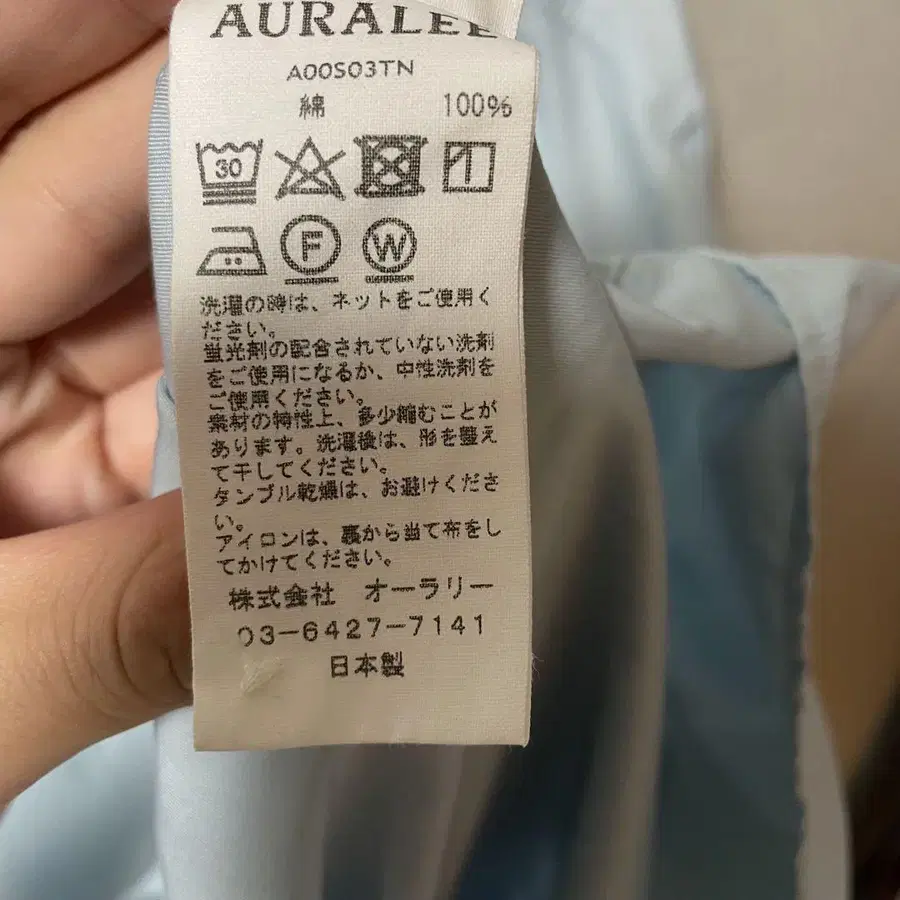 AURALEE
A00S03TN
綿 100%
30
F W
洗濯の時は、ネットをご使用く
ださい。
蛍光剤の配合されていない洗剤
をご使用になるか、中性洗剤を
ご使用ください。
素材の特性上、多少縮むことが
あります。洗濯後は、形を整え
て干してください。
タンブル乾燥は、お避けくださ
い。
アイロンは、裏から当て布をし
てかけてください。
株式会社 オーラリー
03-6427-7141
日本製